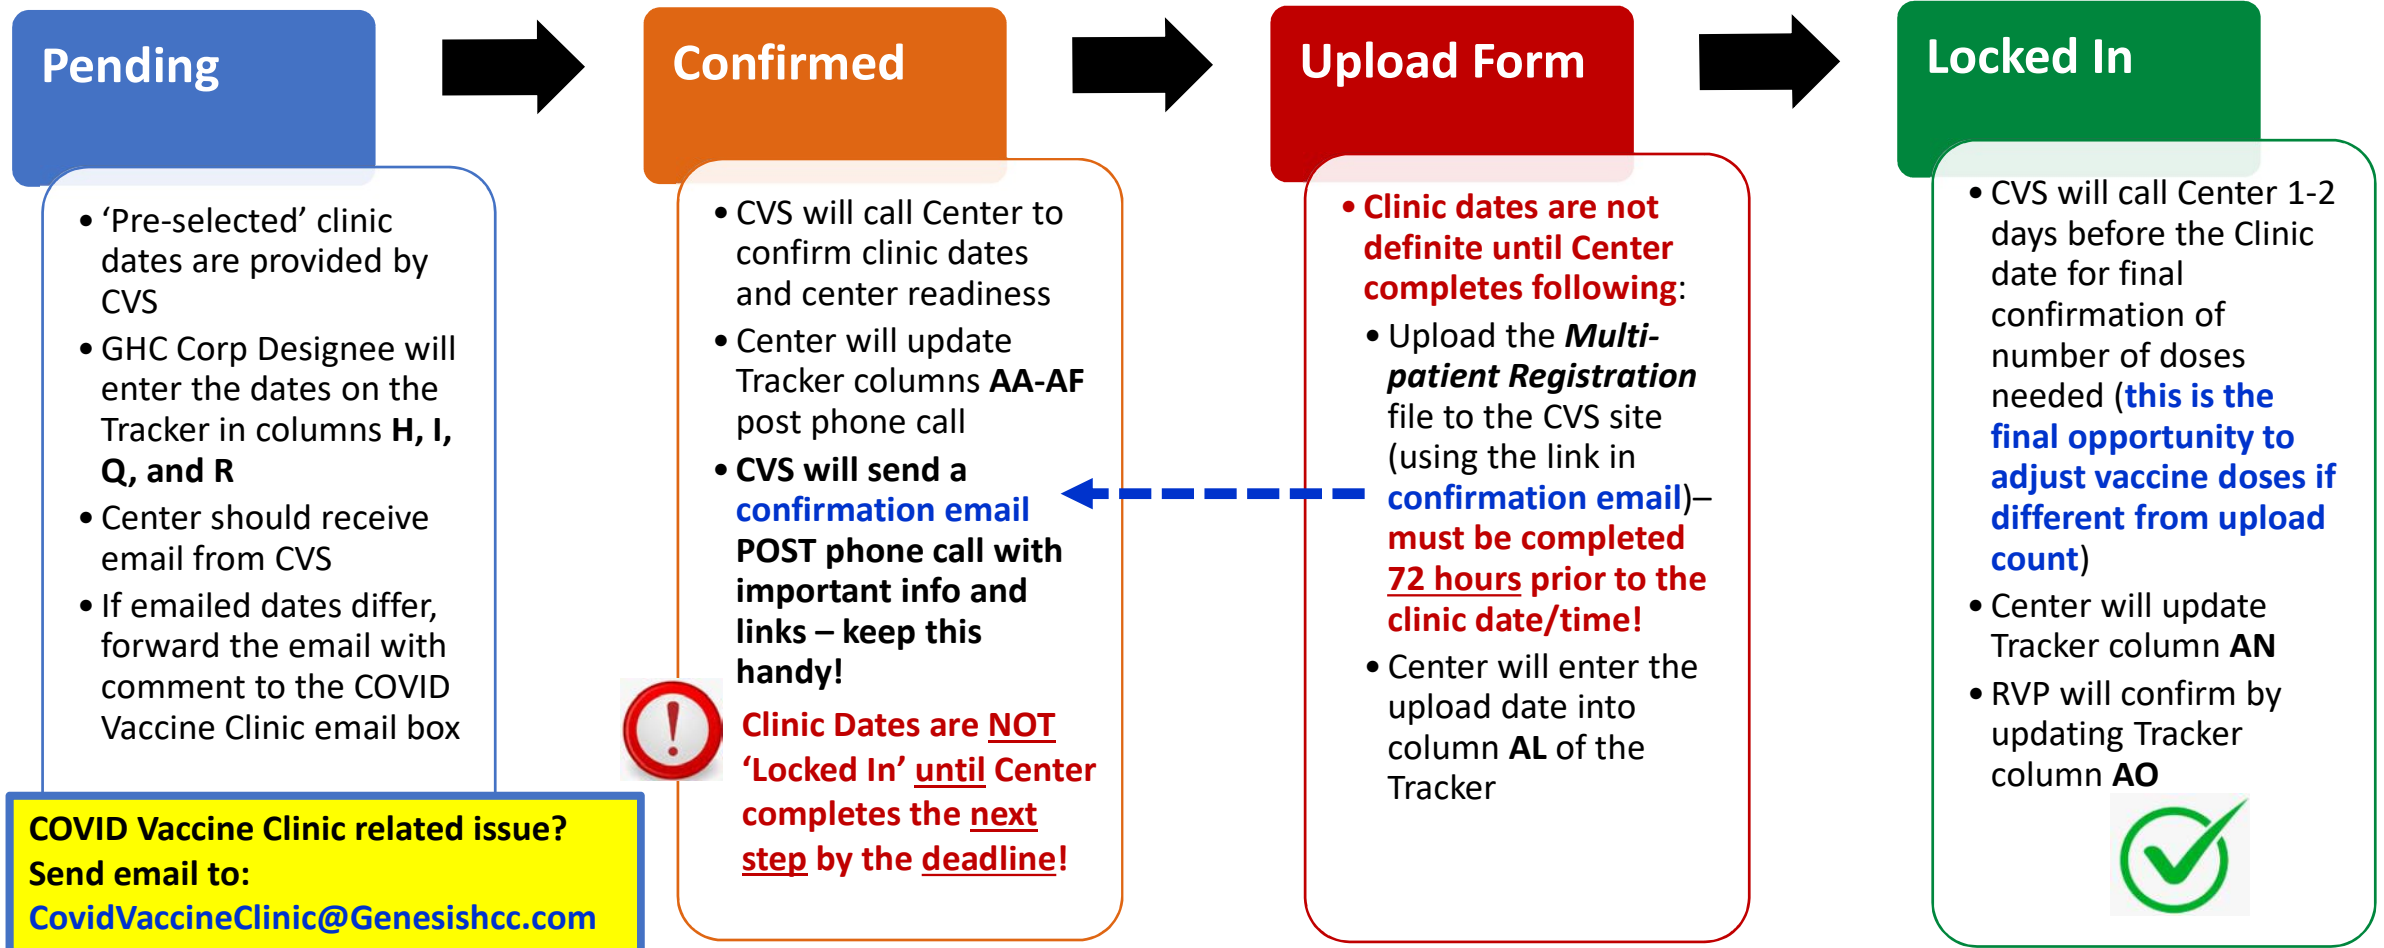 Pending
• ‘Pre-selected’ clinic
dates are provided by
CVS
• GHC Corp Designee will
enter the dates on the
Tracker in columns H, I,
Q, and R
• Center should receive
email from CVS
• If emailed dates differ,
forward the email with
comment to the COVID
Vaccine Clinic email box
COVID Vaccine Clinic related issue?
Send email to:
CovidVaccineClinic@Genesishcc.com
Confirmed
• CVS will call Center to
confirm clinic dates
and center readiness
• Center will update
Tracker columns AA-AF
post phone call
• CVS will send a
confirmation email
POST phone call with
important info and
links – keep this
handy!
Clinic Dates are NOT
‘Locked In’ until Center
completes the next
step by the deadline!
Upload Form
• Clinic dates are not
definite until Center
completes following:
• Upload the Multi-
patient Registration
file to the CVS site
(using the link in
confirmation email)–
must be completed
72 hours prior to the
clinic date/time!
• Center will enter the
upload date into
column AL of the
Tracker
Locked In
• CVS will call Center 1-2
days before the Clinic
date for final
confirmation of
number of doses
needed (this is the
final opportunity to
adjust vaccine doses if
different from upload
count)
• Center will update
Tracker column AN
• RVP will confirm by
updating Tracker
column AO